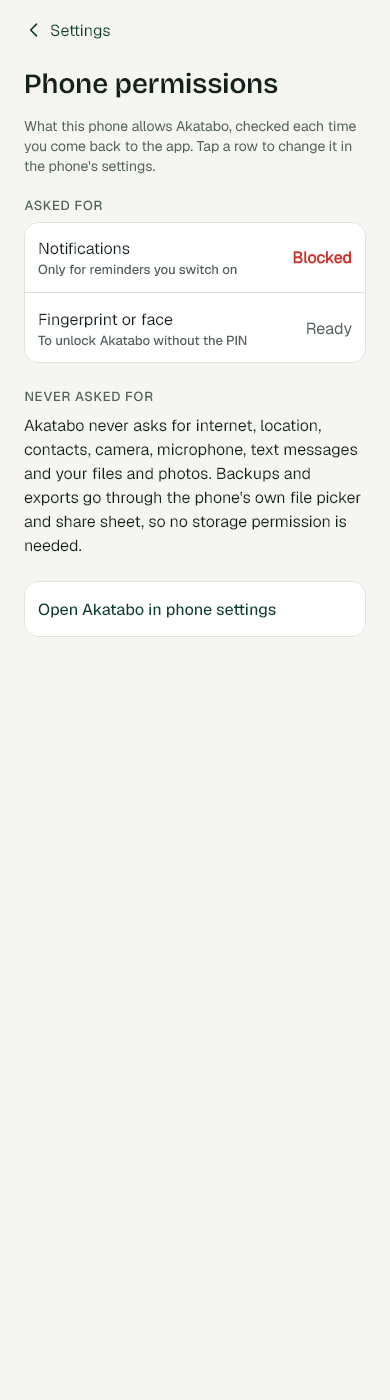 Settings
Phone permissions
What this phone allows Akatabo, checked each time
you come back to the app. Tap a row to change it in
the phone's settings.
ASKED FOR
Notifications
Only for reminders you switch on
Blocked
Fingerprint or face
To unlock Akatabo without the PIN
Ready
NEVER ASKED FOR
Akatabo never asks for internet, location,
contacts, camera, microphone, text messages
and your files and photos. Backups and
exports go through the phone's own file picker
and share sheet, so no storage permission is
needed.
Open Akatabo in phone settings